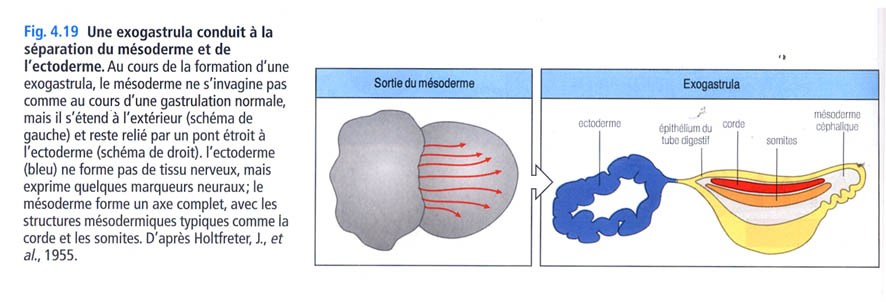 Fig. 4.19 Une exogastrula conduit à la
séparation du mésoderme et de
l'ectoderme. Au cours de la formation d'une
exogastrula, le mésoderme ne s'invagine pas
comme au cours d'une gastrulation normale,
mais il s'étend à l'extérieur (schéma de
gauche) et reste relié par un pont étroit à
l'ectoderme (schéma de droit). l'ectoderme
(bleu) ne forme pas de tissu nerveux, mais
exprime quelques marqueurs neuraux; le
mésoderme forme un axe complet, avec les
structures mésodermiques typiques comme la
corde et les somites. D'après Holtfreter, J., et
al., 1955.
Sortie du mésoderme
Exogastrula
ectoderme
épithélium du
tube digestif
corde
somites
mésoderme
céphalique